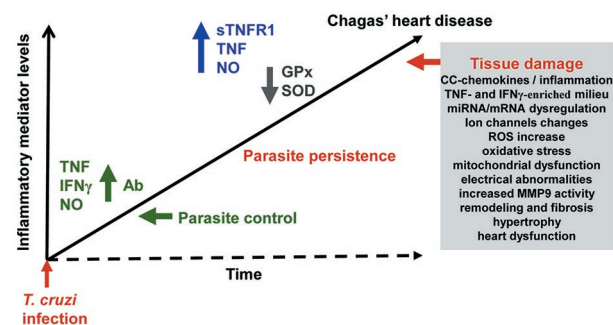 Chagas' heart disease
sTNFR1
TNF
NO
GPx
SOD
Tissue damage
CC-chemokines / inflammation
TNF- and IFNγ-enriched milieu
miRNA/mRNA dysregulation
Ion channels changes
ROS increase
oxidative stress
mitochondrial dysfunction
electrical abnormalities
increased MMP9 activity
remodeling and fibrosis
hypertrophy
heart dysfunction
Inflammatory mediator levels
Parasite persistence
TNF
IFNγ
NO
Ab
Parasite control
Time
T. cruzi
infection